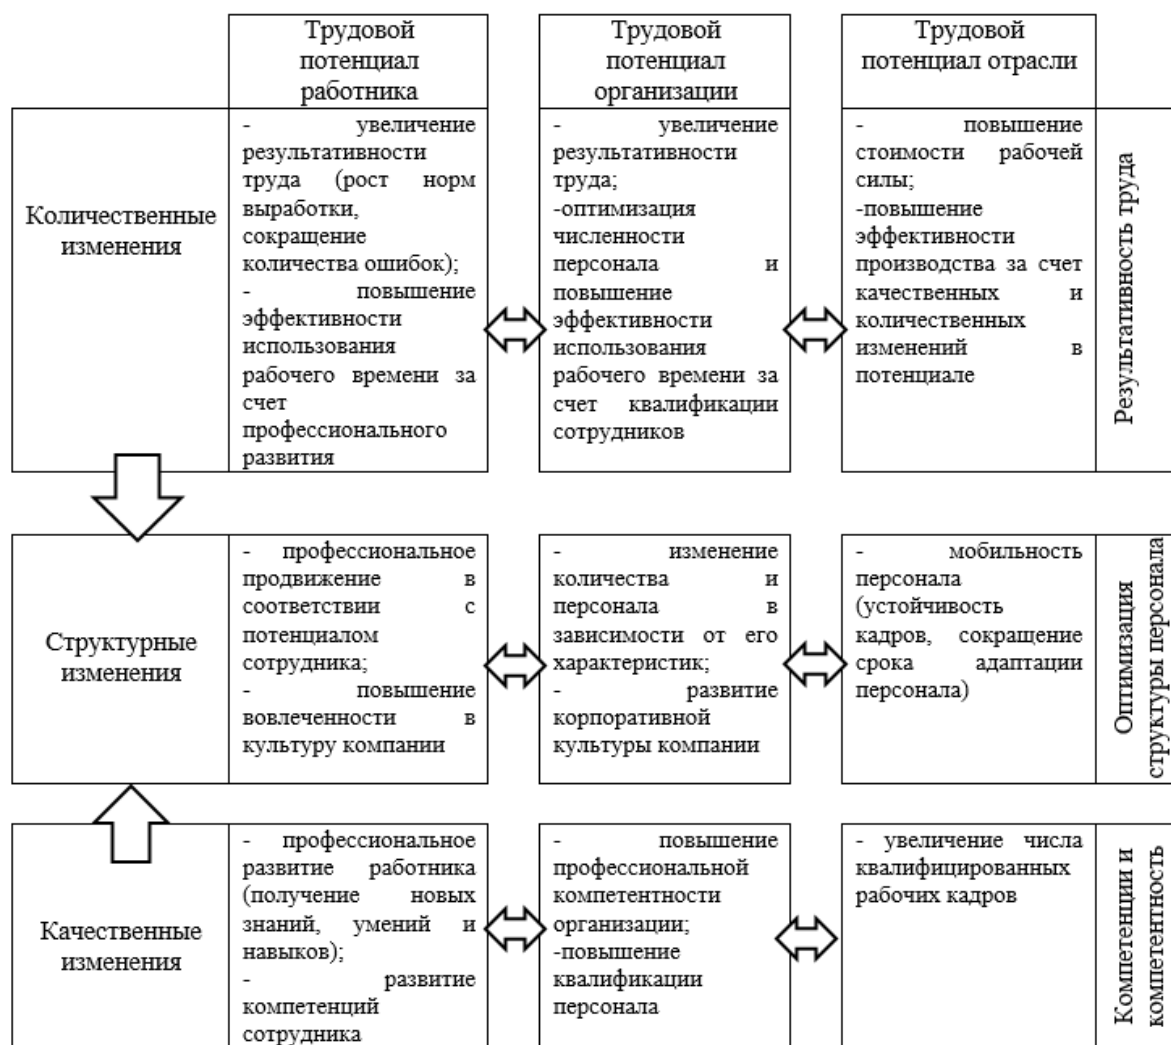 Трудовой
потенциал
работника
Трудовой
потенциал
организации
Трудовой
потенциал отрасли
Количественные
изменения
- увеличение
результативности
труда (рост норм
выработки,
сокращение
количества ошибок);
- повышение
эффективности
использования
рабочего времени за
счет
профессионального
развития
- увеличение
результативности
труда;
-оптимизация
численности
персонала и
повышение
эффективности
использования
рабочего времени за
счет квалификации
сотрудников
- повышение
стоимости рабочей
силы;
-повышение
эффективности
производства за счет
качественных и
количественных
изменений в
потенциале
Результативность труда
Структурные
изменения
- профессиональное
продвижение в
соответствии с
потенциалом
сотрудника;
- повышение
вовлеченности в
культуру компании
- изменение
количества и
персонала в
зависимости от его
характеристик;
- развитие
корпоративной
культуры компании
- мобильность
персонала
(устойчивость
кадров, сокращение
срока адаптации
персонала)
Оптимизация
структуры персонала
Качественные
изменения
- профессиональное
развитие работника
(получение новых
знаний, умений и
навыков);
- развитие
компетенций
сотрудника
- повышение
профессиональной
компетентности
организации;
-повышение
квалификации
персонала
- увеличение числа
квалифицированных
рабочих кадров
Компетенции и
компетентность